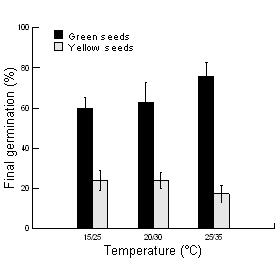 100
Green seeds
Yellow seeds
80
60
40
20
0
Final germination (%)
15/25 20/30 25/35
Temperature (°C)